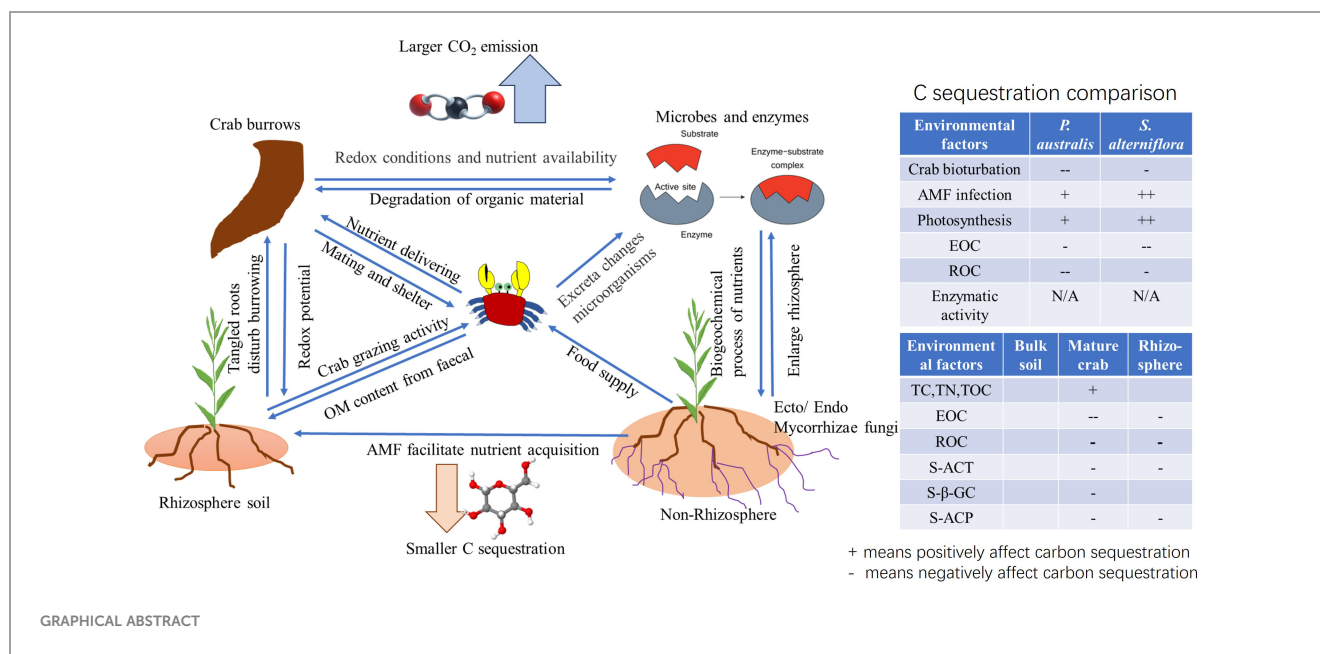 Larger CO₂ emission
Crab burrows
Microbes and enzymes
Substrate
Enzyme-substrate
complex
Active site
Enzyme
Redox conditions and nutrient availability
Degradation of organic material
Nutrient delivering
Mating and shelter
Excreta changes
microorganisms
Tangled roots
disturb burrowing
Redox potential
Crab grazing activity
OM content from faecal
Food supply
Biogeochemical
process of nutrients
Enlarge rhizosphere
Ecto/ Endo
Mycorrhizae fungi
AMF facilitate nutrient acquisition
Rhizosphere soil
Non-Rhizosphere
Smaller C sequestration
C sequestration comparison
Environmental factors P. australis S. alterniflora
Crab bioturbation -- -
AMF infection + ++
Photosynthesis + ++
EOC - --
ROC -- -
Enzymatic activity N/A N/A
Environment al factors Bulk soil Mature crab Rhizo- sphere
TC,TN,TOC +
EOC -- -
ROC - -
S-ACT - -
S-β-GC -
S-ACP - -
+ means positively affect carbon sequestration
- means negatively affect carbon sequestration
GRAPHICAL ABSTRACT